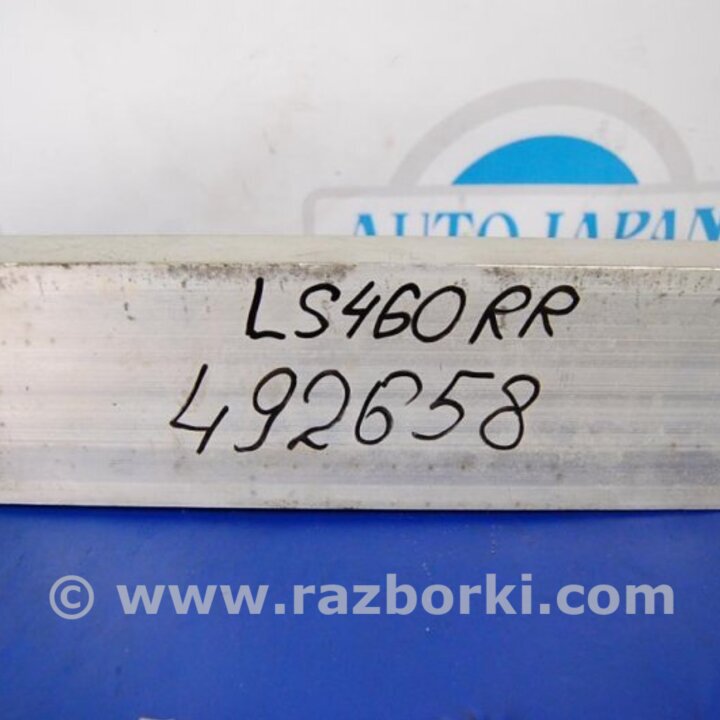 AUTO JAPAN
LS460RR
492658
© www.razborki.com